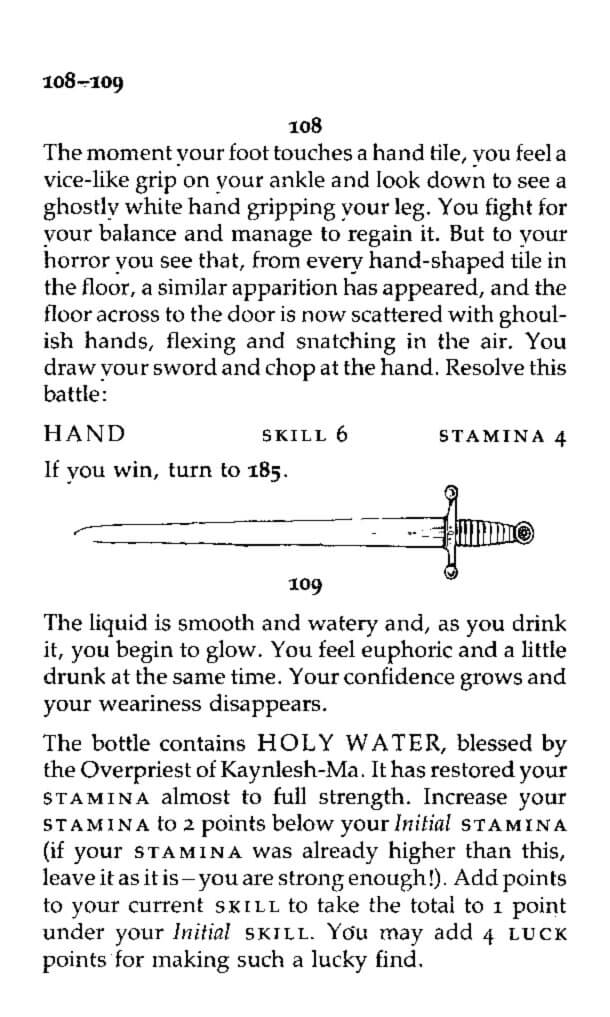 108–109
108
The moment your foot touches a hand tile, you feel a
vice-like grip on your ankle and look down to see a
ghostly white hand gripping your leg. You fight for
your balance and manage to regain it. But to your
horror you see that, from every hand-shaped tile in
the floor, a similar apparition has appeared, and the
floor across to the door is now scattered with ghoul-
ish hands, flexing and snatching in the air. You
draw your sword and chop at the hand. Resolve this
battle:
HAND SKILL 6 STAMINA 4
If you win, turn to 185.
109
The liquid is smooth and watery and, as you drink
it, you begin to glow. You feel euphoric and a little
drunk at the same time. Your confidence grows and
your weariness disappears.
The bottle contains HOLY WATER, blessed by
the Overpriest of Kaynlesh-Ma. It has restored your
STAMINA almost to full strength. Increase your
STAMINA to 2 points below your Initial STAMINA
(if your STAMINA was already higher than this,
leave it as it is – you are strong enough!). Add points
to your current SKILL to take the total to 1 point
under your Initial SKILL. You may add 4 LUCK
points for making such a lucky find.